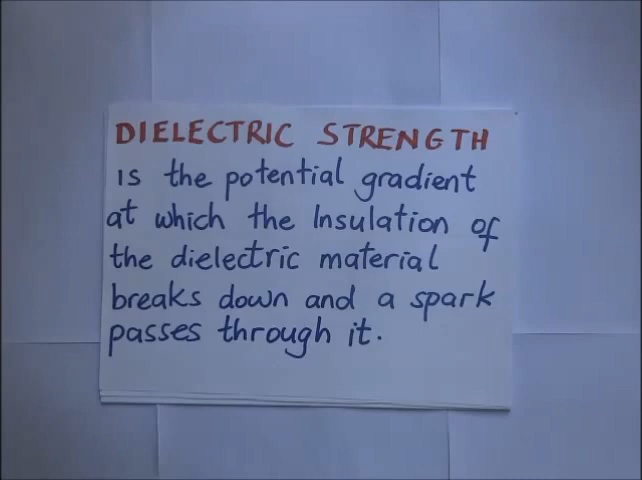 DIELECTRIC STRENGTH
is the potential gradient
at which the Insulation of
the dielectric material
breaks down and a spark
passes through it.